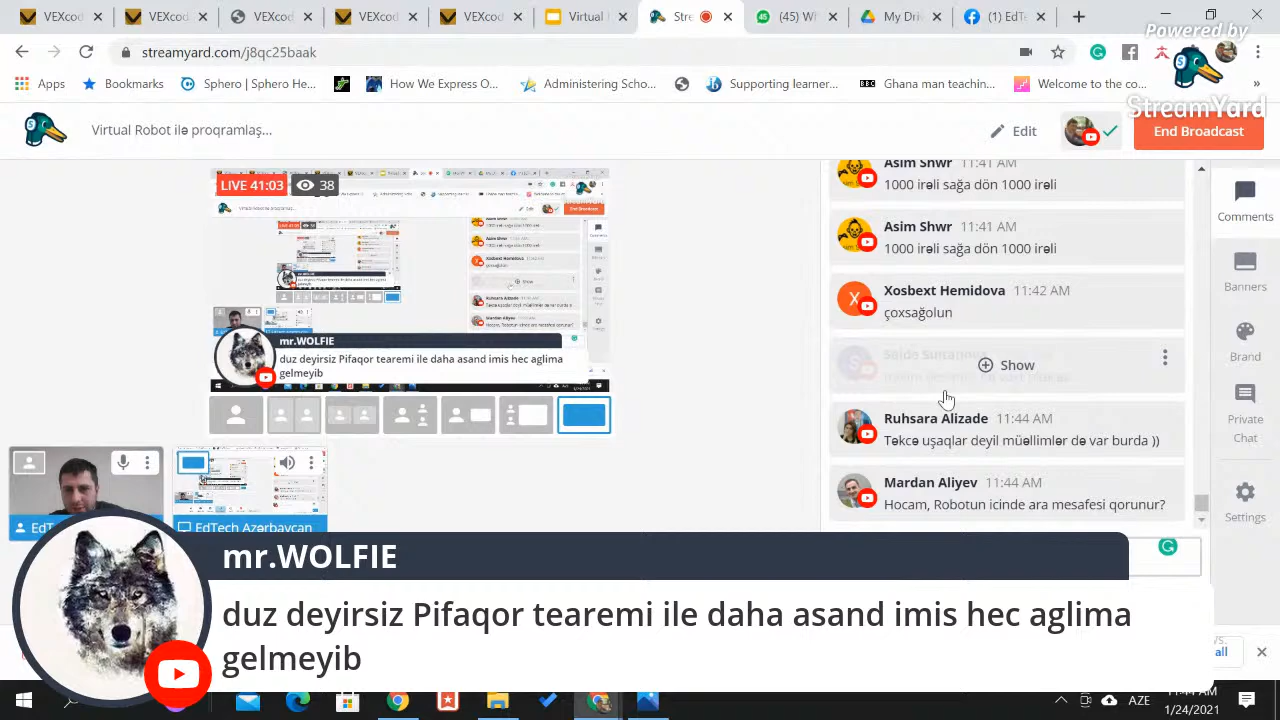 VEXcod
VEXcod
VEXcod
VEXcod
Virtual
Stre
(45) W
My Dri
(1) EdTe
Powered by
streamyard.com/j8qc25baak
Apps
Bookmarks
Sphero | Sphero He...
How We Express O...
Administering Scho...
Supporting learner...
BBC
Ghana man teachin...
Welcome to the co...
StreamYard
Virtual Robot ilə proqramlaş...
Edit
End Broadcast
LIVE 41:03
38
Asim Shwr 11:41 AM
1000 irəli sağa dön 1000 irəli
Asim Shwr 11:41 AM
1000 irəli sağa dön 1000 irəli
Xosbext Hemidova 11:42 AM
çoxsağolun
Show
Ruhsara Alizade 11:44 AM
Təkcə uşaqlar deyil müəllimlər də var burda ))
Mardan Aliyev 11:44 AM
Hocam, Robotun icinde ara mesafesi qorunur?
Comments
Banners
Brand
Private
Chat
Settings
mr.WOLFIE
duz deyirsiz Pifaqor tearemi ile daha asand imis hec aglima
gelmeyib
EdTech Azərbaycan
mr.WOLFIE
duz deyirsiz Pifaqor tearemi ile daha asand imis hec aglima
gelmeyib
AZE
11:44 AM
1/24/2021